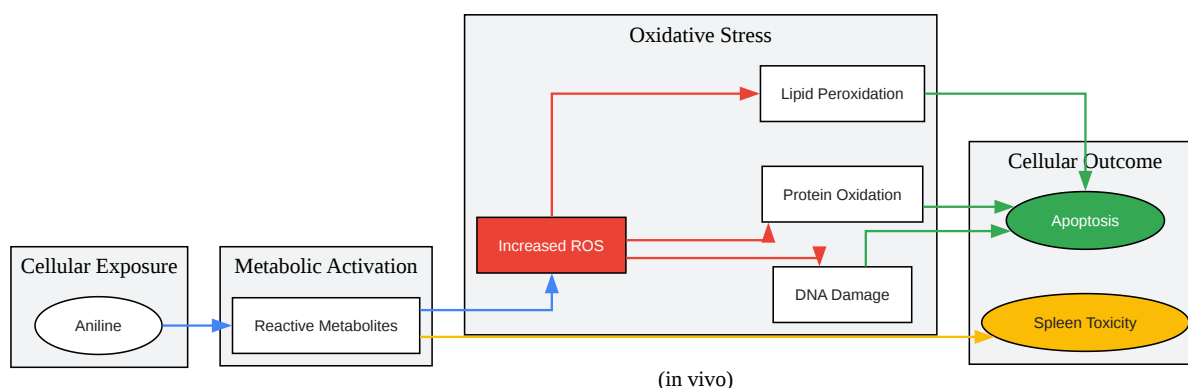 Cellular Exposure
Aniline
Metabolic Activation
Reactive Metabolites
Oxidative Stress
Increased ROS
Lipid Peroxidation
Protein Oxidation
DNA Damage
Cellular Outcome
Apoptosis
Spleen Toxicity
(in vivo)